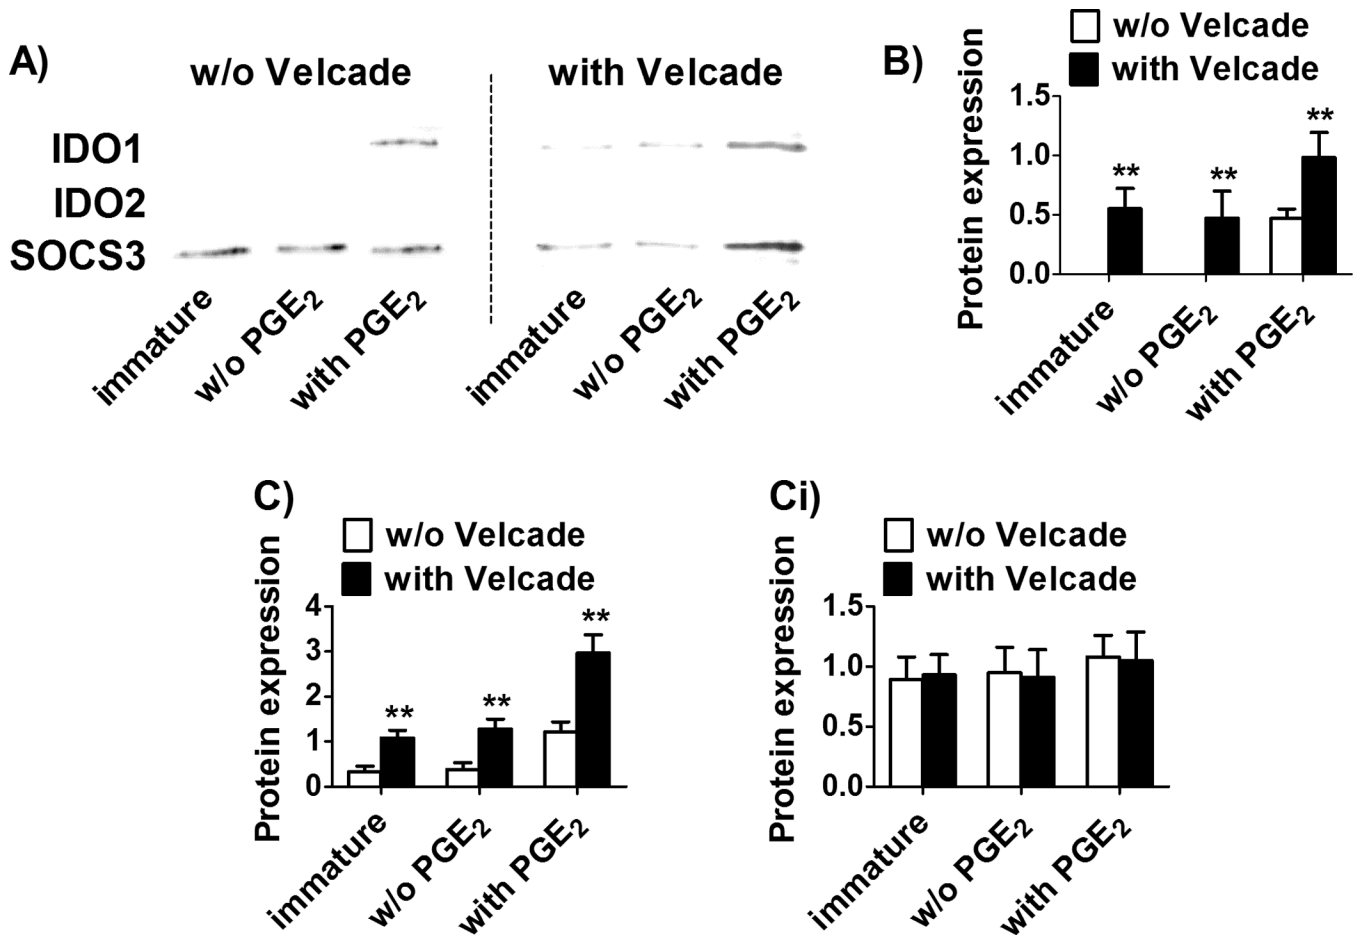 A)
w/o Velcade
with Velcade
IDO1
IDO2
SOCS3
immature
w/o PGE₂
with PGE₂
immature
w/o PGE₂
with PGE₂
B)
w/o Velcade
with Velcade
Protein expression
1.5
1.0
0.5
0.0
**
**
**
immature
w/o PGE₂
with PGE₂
C)
w/o Velcade
with Velcade
Protein expression
4
3
2
1
0
**
**
**
immature
w/o PGE₂
with PGE₂
Ci)
w/o Velcade
with Velcade
Protein expression
1.5
1.0
0.5
0.0
immature
w/o PGE₂
with PGE₂